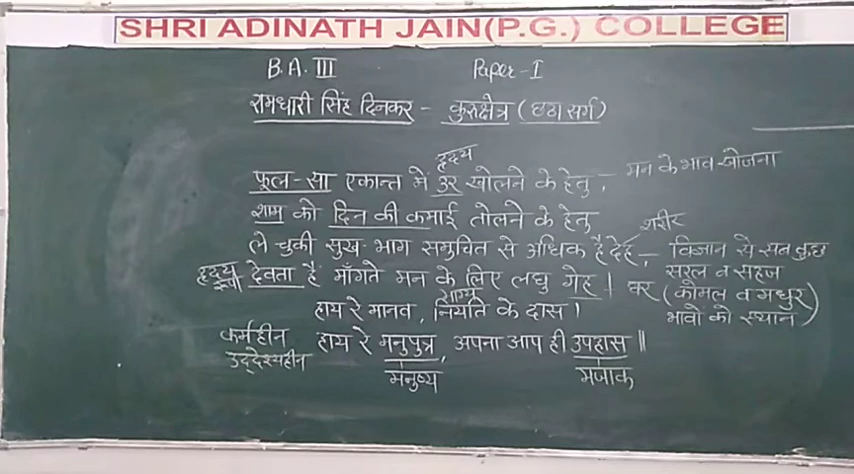 SHRI ADINATH JAIN(P.G.) COLLEGE
B.A. III Paper-I
रामधारी सिंह दिनकर - कुरुक्षेत्र (छठा सर्ग)
हृदय
फूल-सा एकान्त में उर खोलने के हेतु, - मन के भाव खोजना
शाम को दिन की कमाई तोलने के हेतु
शरीर
ले चुकी सुख-भाग समुचित से अधिक है देह, - विज्ञान से सब कुछ
सरल व सहज
हृदय रूपी देवता है माँगते मन के लिए लघु गेह । घर (कोमल व मधुर
भावो को स्थान)
भाग्य
हाय रे मानव, नियति के दास ।
कर्महीन
उद्देश्यहीन
हाय रे मनुपुत्र, अपना आप ही उपहास ॥
मनुष्य मजाक